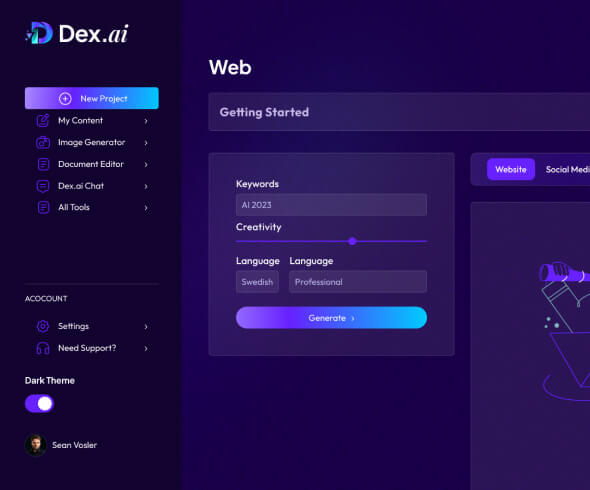 Dex.ai
New Project
My Content
Image Generator
Document Editor
Dex.ai Chat
All Tools
ACOCOUNT
Settings
Need Support?
Dark Theme
Sean Vosler
Web
Getting Started
Keywords
AI 2023
Creativity
Language Language
Swedish Professional
Generate
Website Social Medi